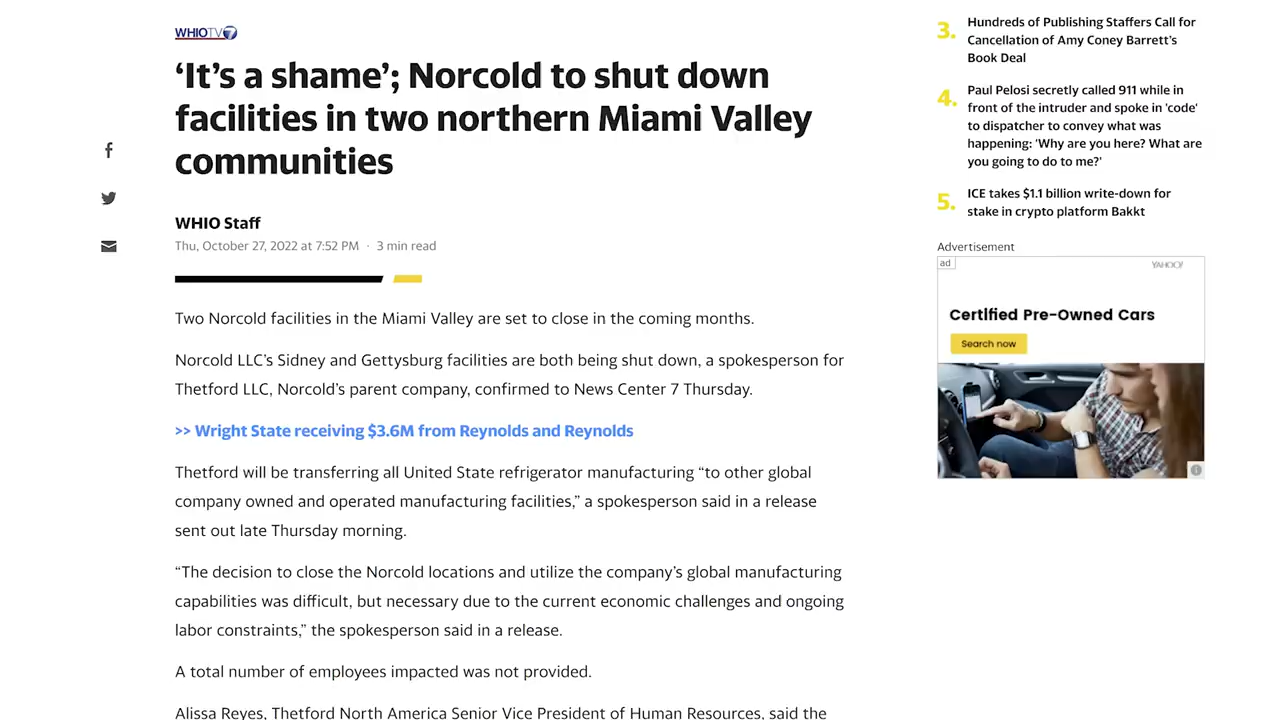 WHIOTV7
‘It’s a shame’; Norcold to shut down
facilities in two northern Miami Valley
communities
WHIO Staff
Thu, October 27, 2022 at 7:52 PM · 3 min read
Two Norcold facilities in the Miami Valley are set to close in the coming months.
Norcold LLC’s Sidney and Gettysburg facilities are both being shut down, a spokesperson for
Thetford LLC, Norcold’s parent company, confirmed to News Center 7 Thursday.
>> Wright State receiving $3.6M from Reynolds and Reynolds
Thetford will be transferring all United State refrigerator manufacturing “to other global
company owned and operated manufacturing facilities,” a spokesperson said in a release
sent out late Thursday morning.
“The decision to close the Norcold locations and utilize the company’s global manufacturing
capabilities was difficult, but necessary due to the current economic challenges and ongoing
labor constraints,” the spokesperson said in a release.
A total number of employees impacted was not provided.
Alissa Reyes, Thetford North America Senior Vice President of Human Resources, said the
3. Hundreds of Publishing Staffers Call for
Cancellation of Amy Coney Barrett’s
Book Deal
4. Paul Pelosi secretly called 911 while in
front of the intruder and spoke in 'code'
to dispatcher to convey what was
happening: 'Why are you here? What are
you going to do to me?'
5. ICE takes $1.1 billion write-down for
stake in crypto platform Bakkt
Advertisement
ad
YAHOO!
Certified Pre-Owned Cars
Search now